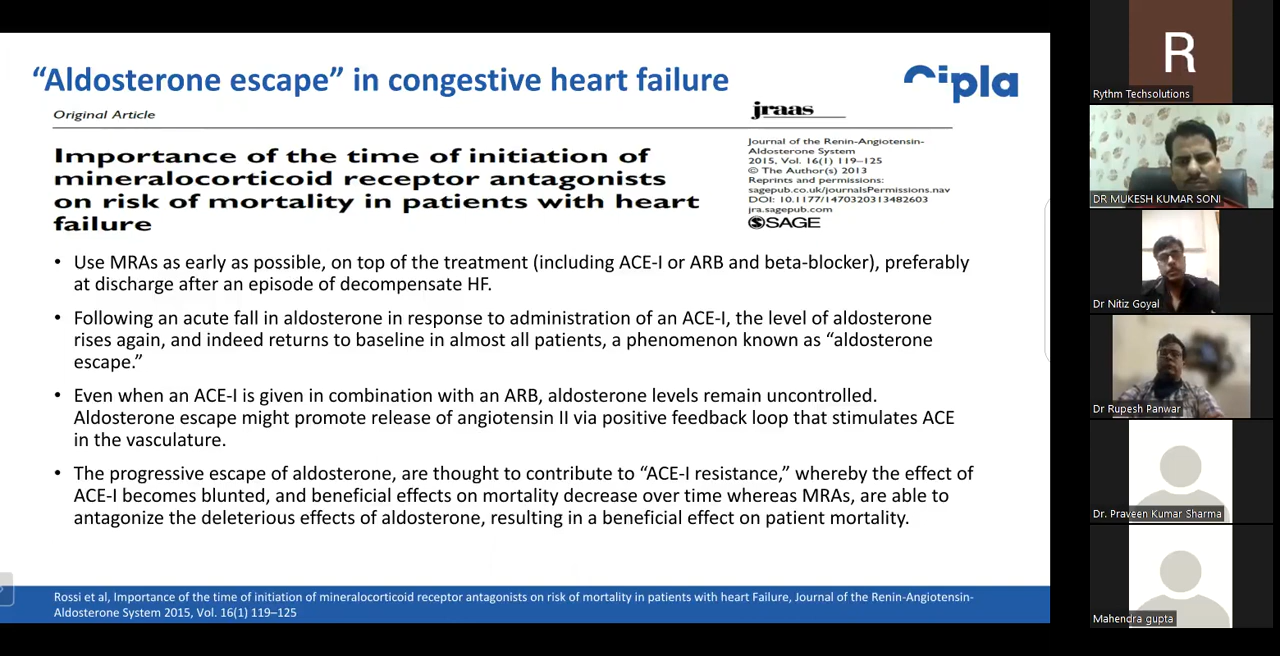 “Aldosterone escape” in congestive heart failure
Cipla
Original Article
jraas
Importance of the time of initiation of
mineralocorticoid receptor antagonists
on risk of mortality in patients with heart
failure
Journal of the Renin-Angiotensin-
Aldosterone System
2015, Vol. 16(1) 119–125
© The Author(s) 2013
Reprints and permissions:
sagepub.co.uk/journalsPermissions.nav
DOI: 10.1177/1470320313482603
jra.sagepub.com
SAGE
• Use MRAs as early as possible, on top of the treatment (including ACE-I or ARB and beta-blocker), preferably
at discharge after an episode of decompensate HF.
• Following an acute fall in aldosterone in response to administration of an ACE-I, the level of aldosterone
rises again, and indeed returns to baseline in almost all patients, a phenomenon known as “aldosterone
escape.”
• Even when an ACE-I is given in combination with an ARB, aldosterone levels remain uncontrolled.
Aldosterone escape might promote release of angiotensin II via positive feedback loop that stimulates ACE
in the vasculature.
• The progressive escape of aldosterone, are thought to contribute to “ACE-I resistance,” whereby the effect of
ACE-I becomes blunted, and beneficial effects on mortality decrease over time whereas MRAs, are able to
antagonize the deleterious effects of aldosterone, resulting in a beneficial effect on patient mortality.
Rossi et al, Importance of the time of initiation of mineralocorticoid receptor antagonists on risk of mortality in patients with heart Failure, Journal of the Renin-Angiotensin-
Aldosterone System 2015, Vol. 16(1) 119–125
R
Rythm Techsolutions
DR MUKESH KUMAR SONI
Dr Nitiz Goyal
Dr Rupesh Panwar
Dr. Praveen Kumar Sharma
Mahendra gupta